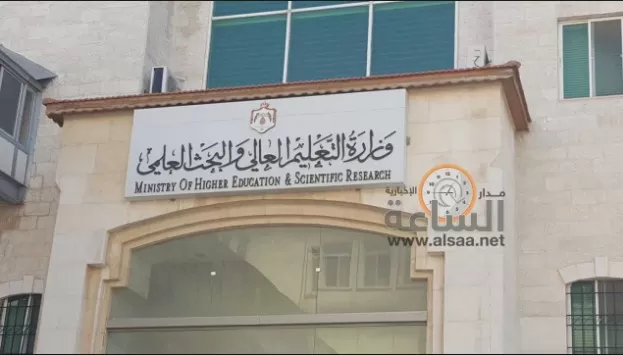 وزارة التعليم العالي والبحث العلمي
MINISTRY OF HIGHER EDUCATION & SCIENTIFIC RESEARCH
مدار
الإخبارية
الساعة
www.alsaa.net